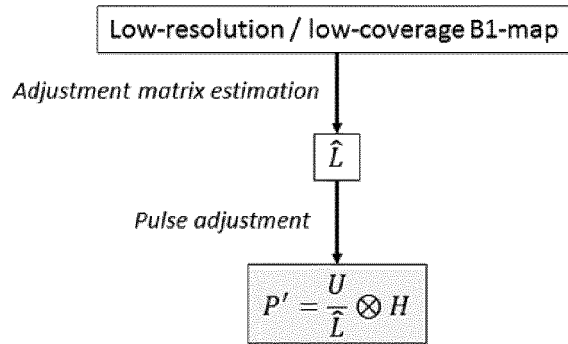 Low-resolution / low-coverage B1-map
Adjustment matrix estimation
L̂
Pulse adjustment
P′ = U/L̂ ⊗ H